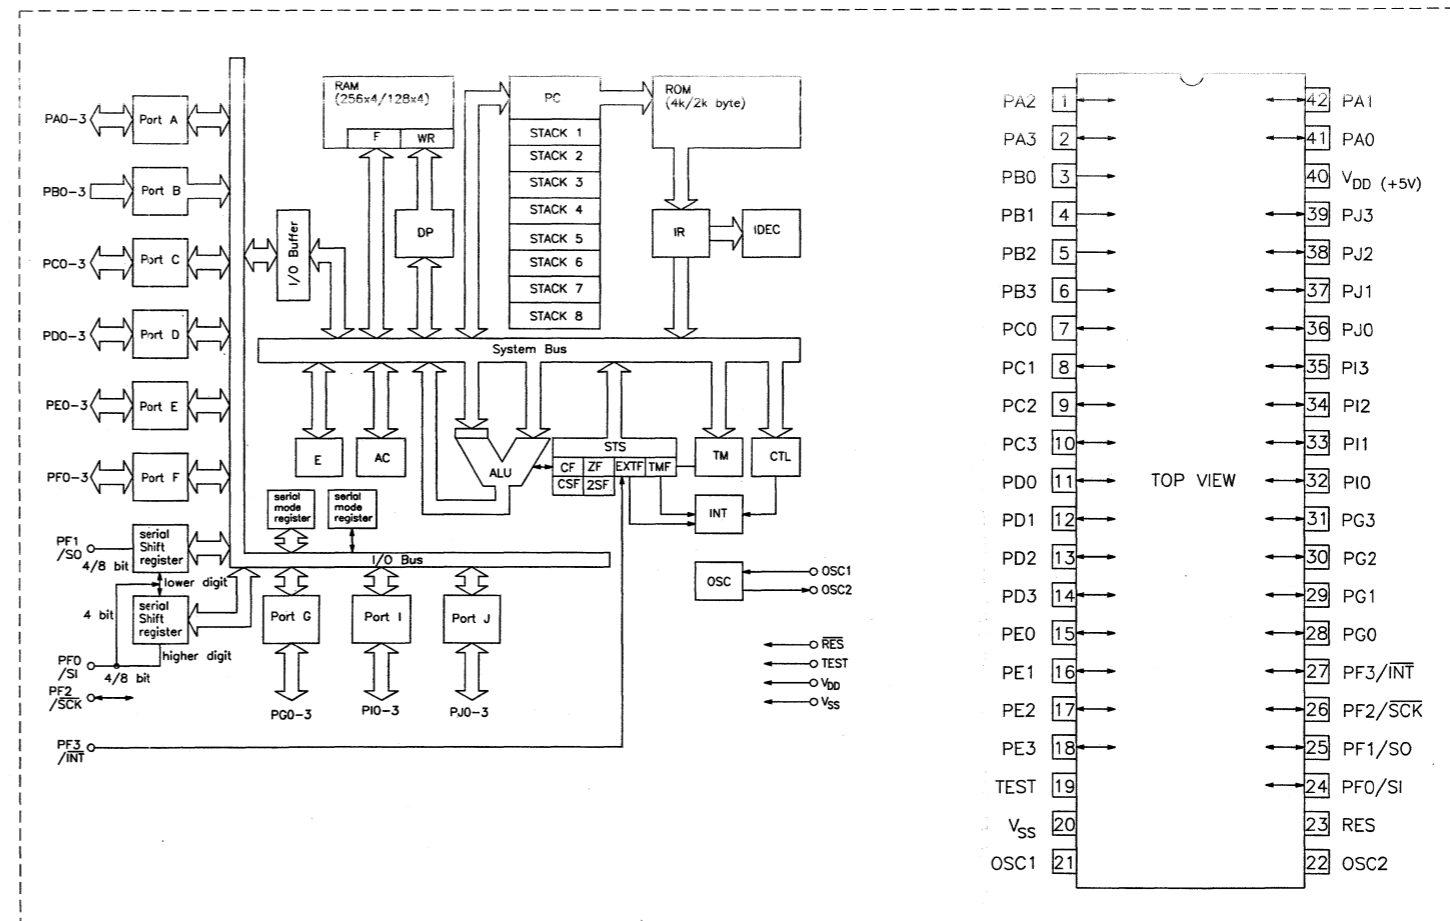 RAM
(256x4/128x4)
F
WR
PC
STACK 1
STACK 2
STACK 3
STACK 4
STACK 5
STACK 6
STACK 7
STACK 8
ROM
(4k/2k byte)
IR
IDEC
DP
I/O Buffer
PA0-3
Port A
PB0-3
Port B
PC0-3
Port C
PD0-3
Port D
PE0-3
Port E
PF0-3
Port F
System Bus
E
AC
ALU
STS
CF
ZF
EXTF
TMF
CSF
2SF
TM
CTL
INT
serial
mode
register
serial
mode
register
PF1
/SO
serial
Shift
register
4/8 bit
lower digit
4 bit
serial
Shift
register
higher digit
PF0
/SI
4/8 bit
PF2
/SCK
PF3
/INT
I/O Bus
Port G
Port I
Port J
PG0-3
PI0-3
PJ0-3
OSC
OSC1
OSC2
RES
TEST
VDD
VSS
TOP VIEW
PA2 1
PA3 2
PB0 3
PB1 4
PB2 5
PB3 6
PC0 7
PC1 8
PC2 9
PC3 10
PD0 11
PD1 12
PD2 13
PD3 14
PE0 15
PE1 16
PE2 17
PE3 18
TEST 19
VSS 20
OSC1 21
42 PA1
41 PA0
40 VDD (+5V)
39 PJ3
38 PJ2
37 PJ1
36 PJ0
35 PI3
34 PI2
33 PI1
32 PI0
31 PG3
30 PG2
29 PG1
28 PG0
27 PF3/INT
26 PF2/SCK
25 PF1/SO
24 PF0/SI
23 RES
22 OSC2